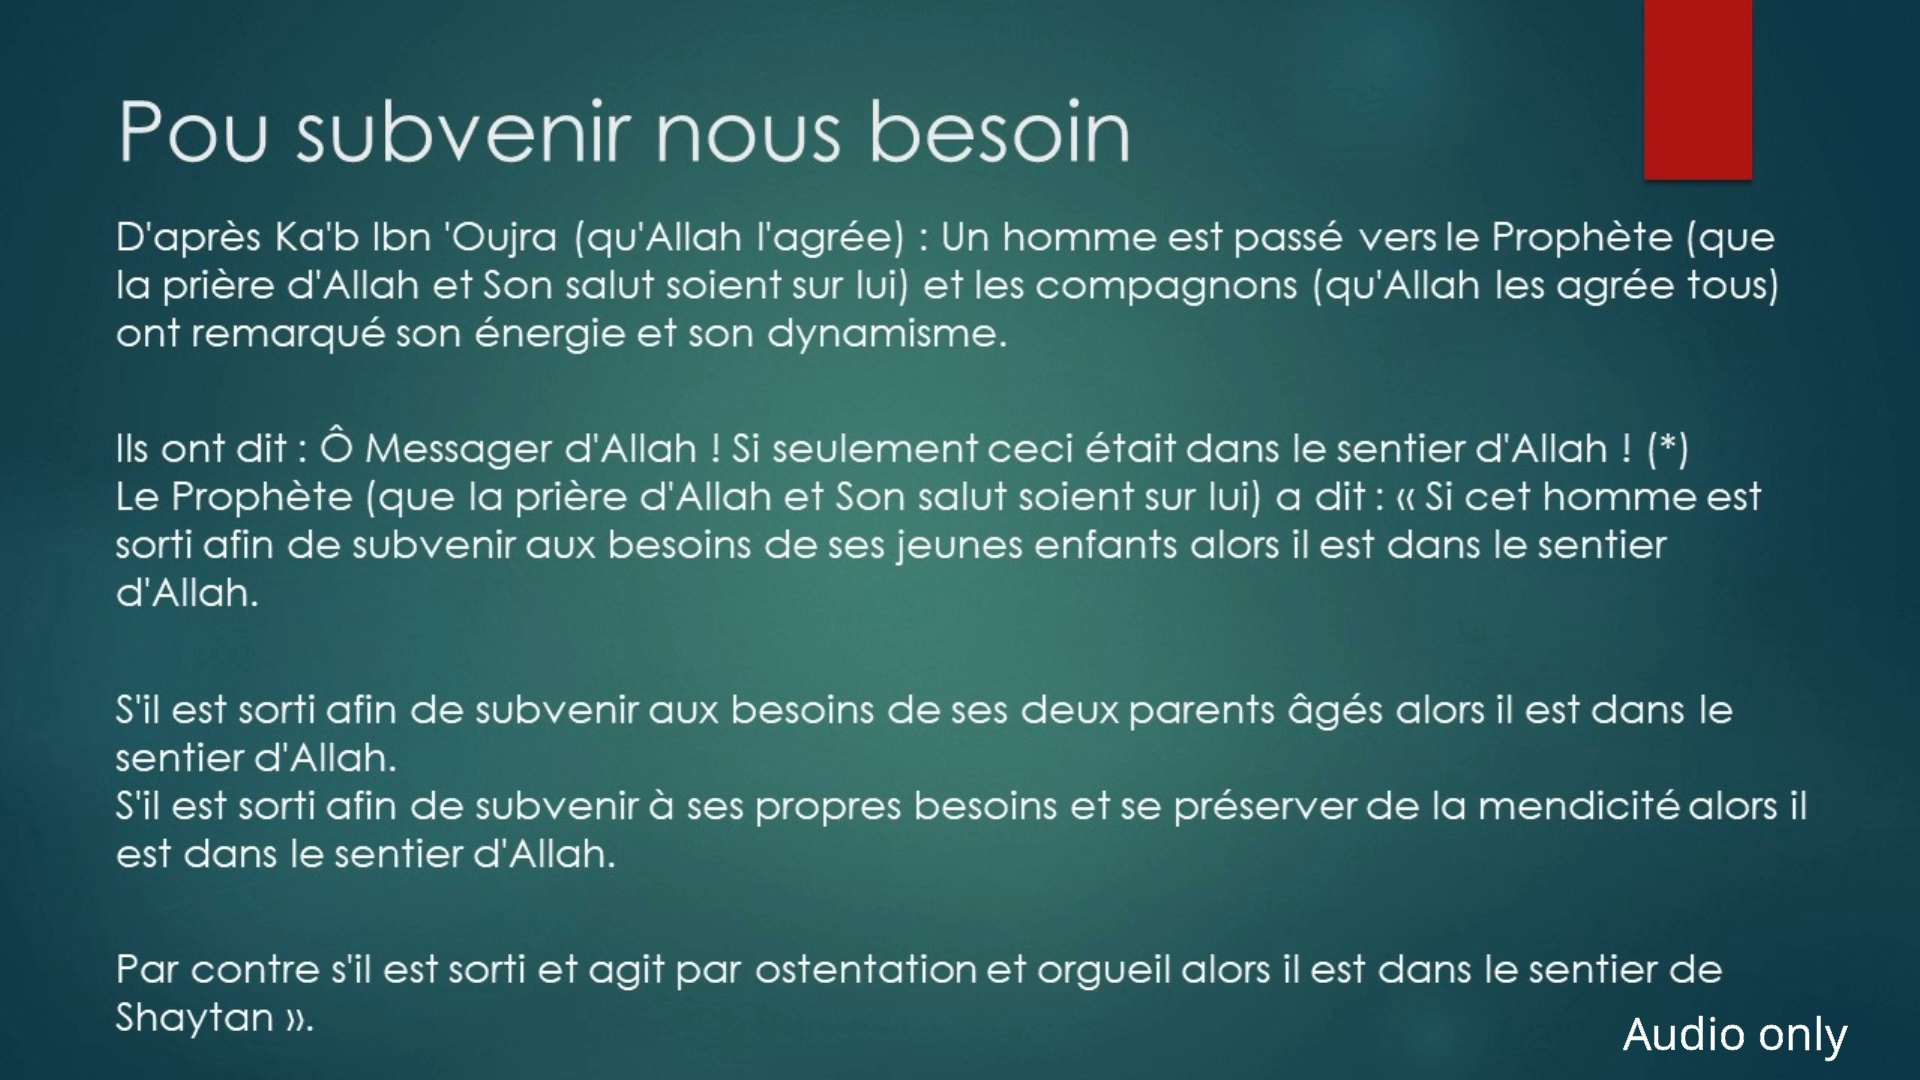 Pou subvenir nous besoin
D'après Ka'b Ibn 'Oujra (qu'Allah l'agrée) : Un homme est passé vers le Prophète (que
la prière d'Allah et Son salut soient sur lui) et les compagnons (qu'Allah les agrée tous)
ont remarqué son énergie et son dynamisme.
Ils ont dit : Ô Messager d'Allah ! Si seulement ceci était dans le sentier d'Allah ! (*)
Le Prophète (que la prière d'Allah et Son salut soient sur lui) a dit : « Si cet homme est
sorti afin de subvenir aux besoins de ses jeunes enfants alors il est dans le sentier
d'Allah.
S'il est sorti afin de subvenir aux besoins de ses deux parents âgés alors il est dans le
sentier d'Allah.
S'il est sorti afin de subvenir à ses propres besoins et se préserver de la mendicité alors il
est dans le sentier d'Allah.
Par contre s'il est sorti et agit par ostentation et orgueil alors il est dans le sentier de
Shaytan ».
Audio only